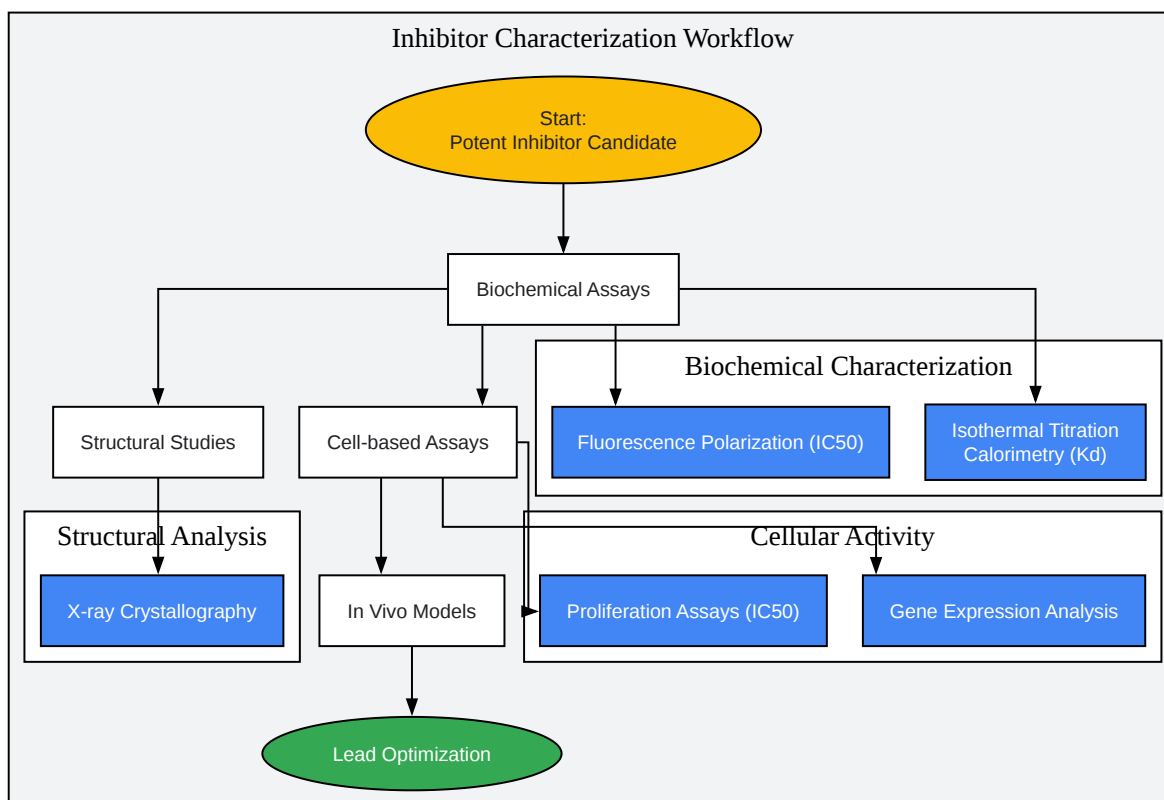 Inhibitor Characterization Workflow
Start:
Potent Inhibitor Candidate
Biochemical Assays
Biochemical Characterization
Structural Studies
Cell-based Assays
Fluorescence Polarization (IC50)
Isothermal Titration
Calorimetry (Kd)
Structural Analysis
Cellular Activity
X-ray Crystallography
In Vivo Models
Proliferation Assays (IC50)
Gene Expression Analysis
Lead Optimization